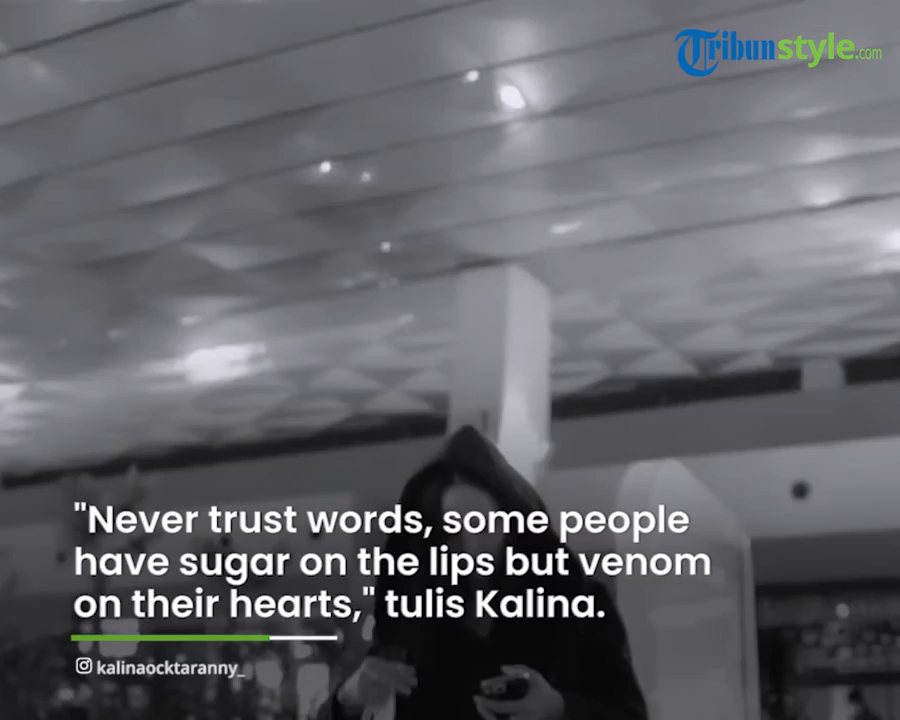 Tribunstyle.com
"Never trust words, some people
have sugar on the lips but venom
on their hearts," tulis Kalina.
kalinaocktaranny_